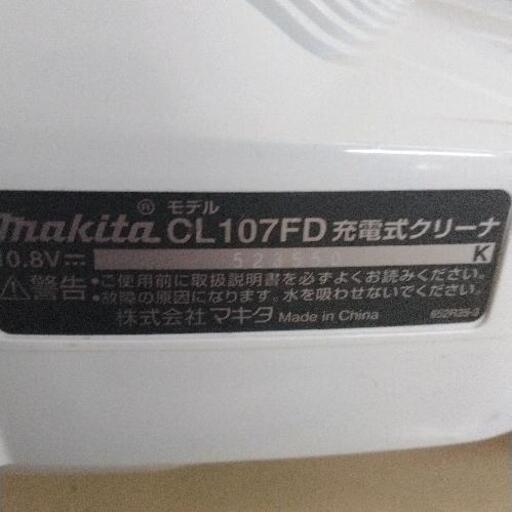 makita® モデル CL107FD 充電式クリーナ
10.8V⎓ 523550 K
⚠警告 •ご使用前に取扱説明書を必ずよくお読みください。
•故障の原因になります。水を吸わせないでください。
株式会社マキタ Made in China